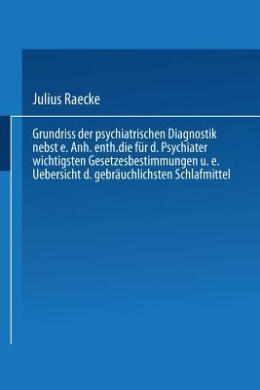 Julius Raecke
Grundriss der psychiatrischen Diagnostik
nebst e. Anh. enth.die für d. Psychiater
wichtigsten Gesetzesbestimmungen u. e.
Uebersicht d. gebräuchlichsten Schlafmittel